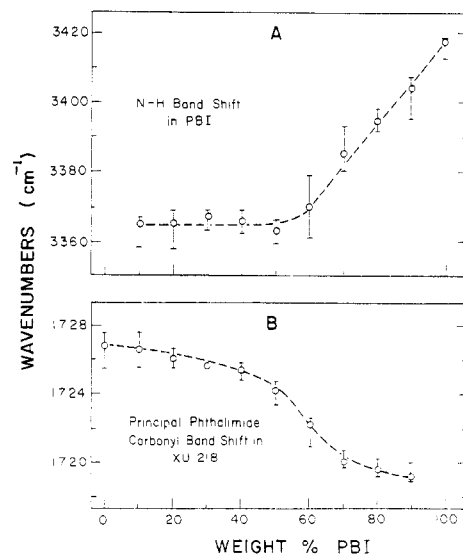 A
3420
N-H Band Shift
in PBI
3400
3380
3360
WAVENUMBERS (cm-1)
B
1728
1724
1720
Principal Phthalimide
Carbonyl Band Shift in
XU 218
0 20 40 60 80 100
WEIGHT % PBI